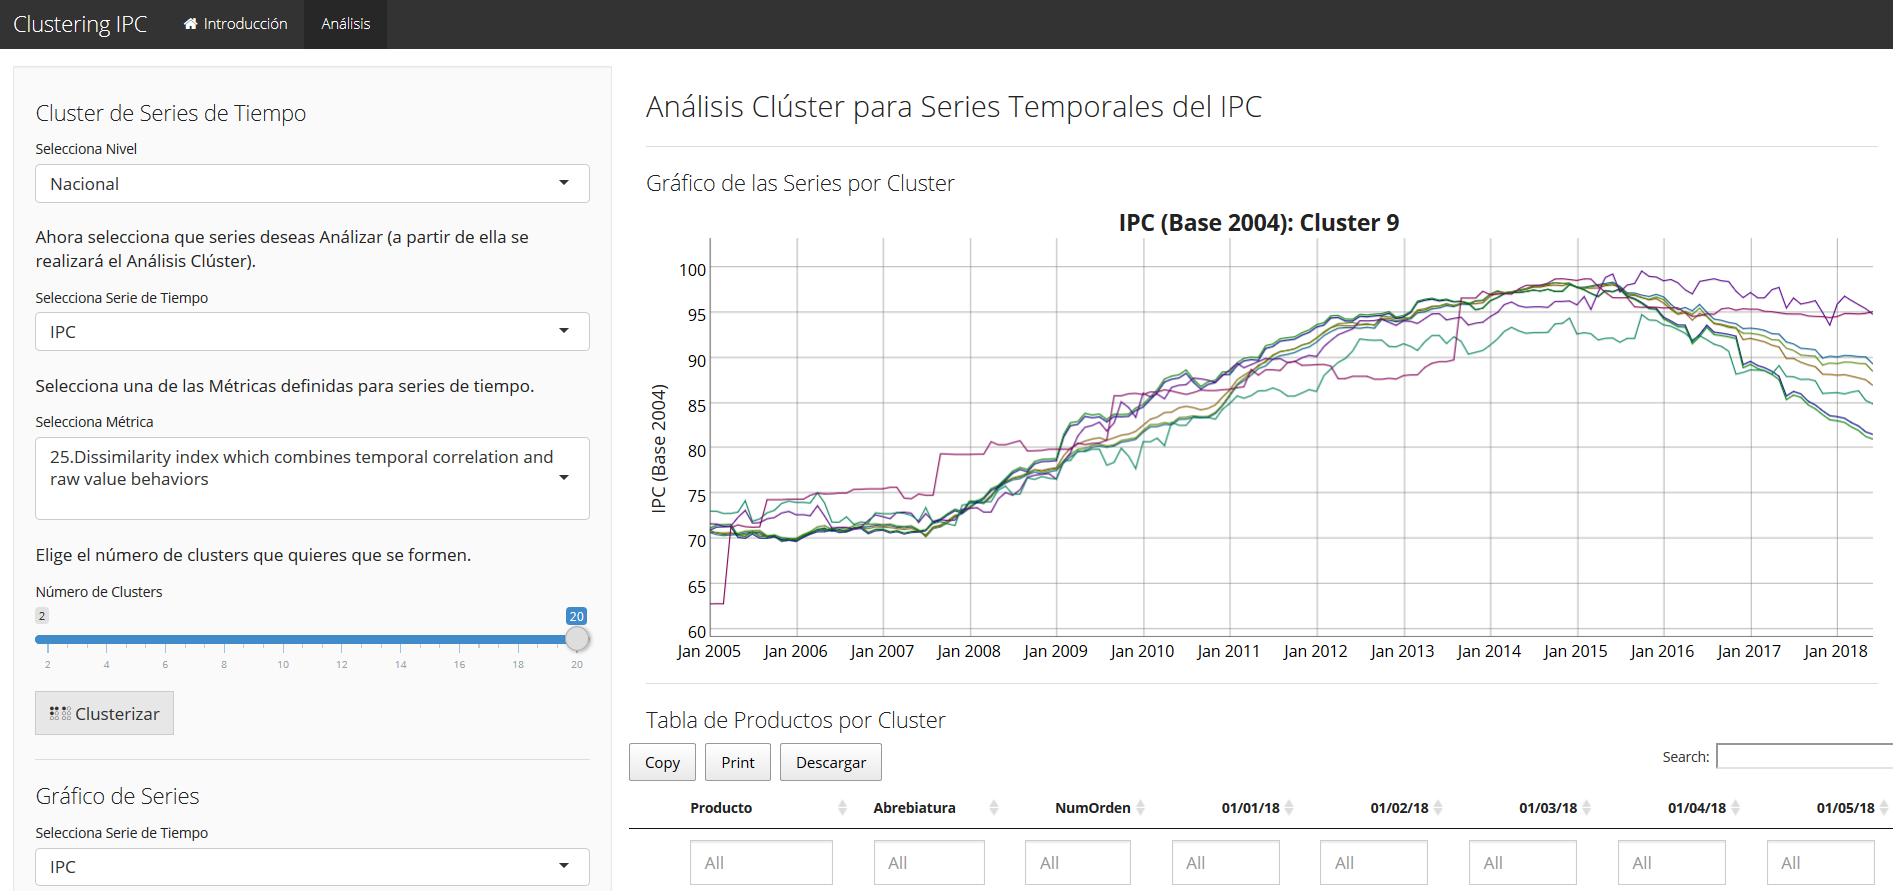 Clustering IPC
Introducción
Análisis
Cluster de Series de Tiempo
Selecciona Nivel
Nacional
Ahora selecciona que series deseas Análizar (a partir de ella se
realizará el Análisis Clúster).
Selecciona Serie de Tiempo
IPC
Selecciona una de las Métricas definidas para series de tiempo.
Selecciona Métrica
25.Dissimilarity index which combines temporal correlation and
raw value behaviors
Elige el número de clusters que quieres que se formen.
Número de Clusters
2
20
2 4 6 8 10 12 14 16 18 20
Clusterizar
Gráfico de Series
Selecciona Serie de Tiempo
IPC
Análisis Clúster para Series Temporales del IPC
Gráfico de las Series por Cluster
IPC (Base 2004): Cluster 9
IPC (Base 2004)
100
95
90
85
80
75
70
65
60
Jan 2005 Jan 2006 Jan 2007 Jan 2008 Jan 2009 Jan 2010 Jan 2011 Jan 2012 Jan 2013 Jan 2014 Jan 2015 Jan 2016 Jan 2017 Jan 2018
Tabla de Productos por Cluster
Copy Print Descargar
Search:
Producto Abrebiatura NumOrden 01/01/18 01/02/18 01/03/18 01/04/18 01/05/18
All All All All All All All All